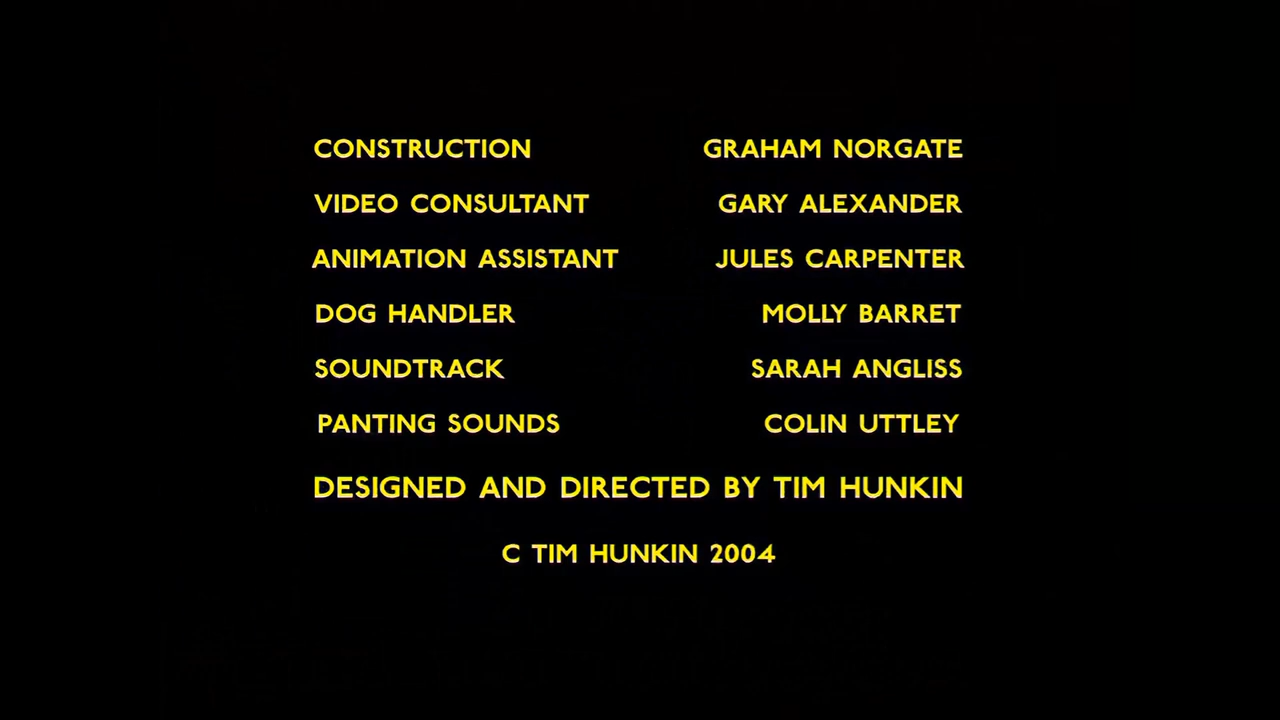 CONSTRUCTION GRAHAM NORGATE
VIDEO CONSULTANT GARY ALEXANDER
ANIMATION ASSISTANT JULES CARPENTER
DOG HANDLER MOLLY BARRET
SOUNDTRACK SARAH ANGLISS
PANTING SOUNDS COLIN UTTLEY
DESIGNED AND DIRECTED BY TIM HUNKIN
C TIM HUNKIN 2004